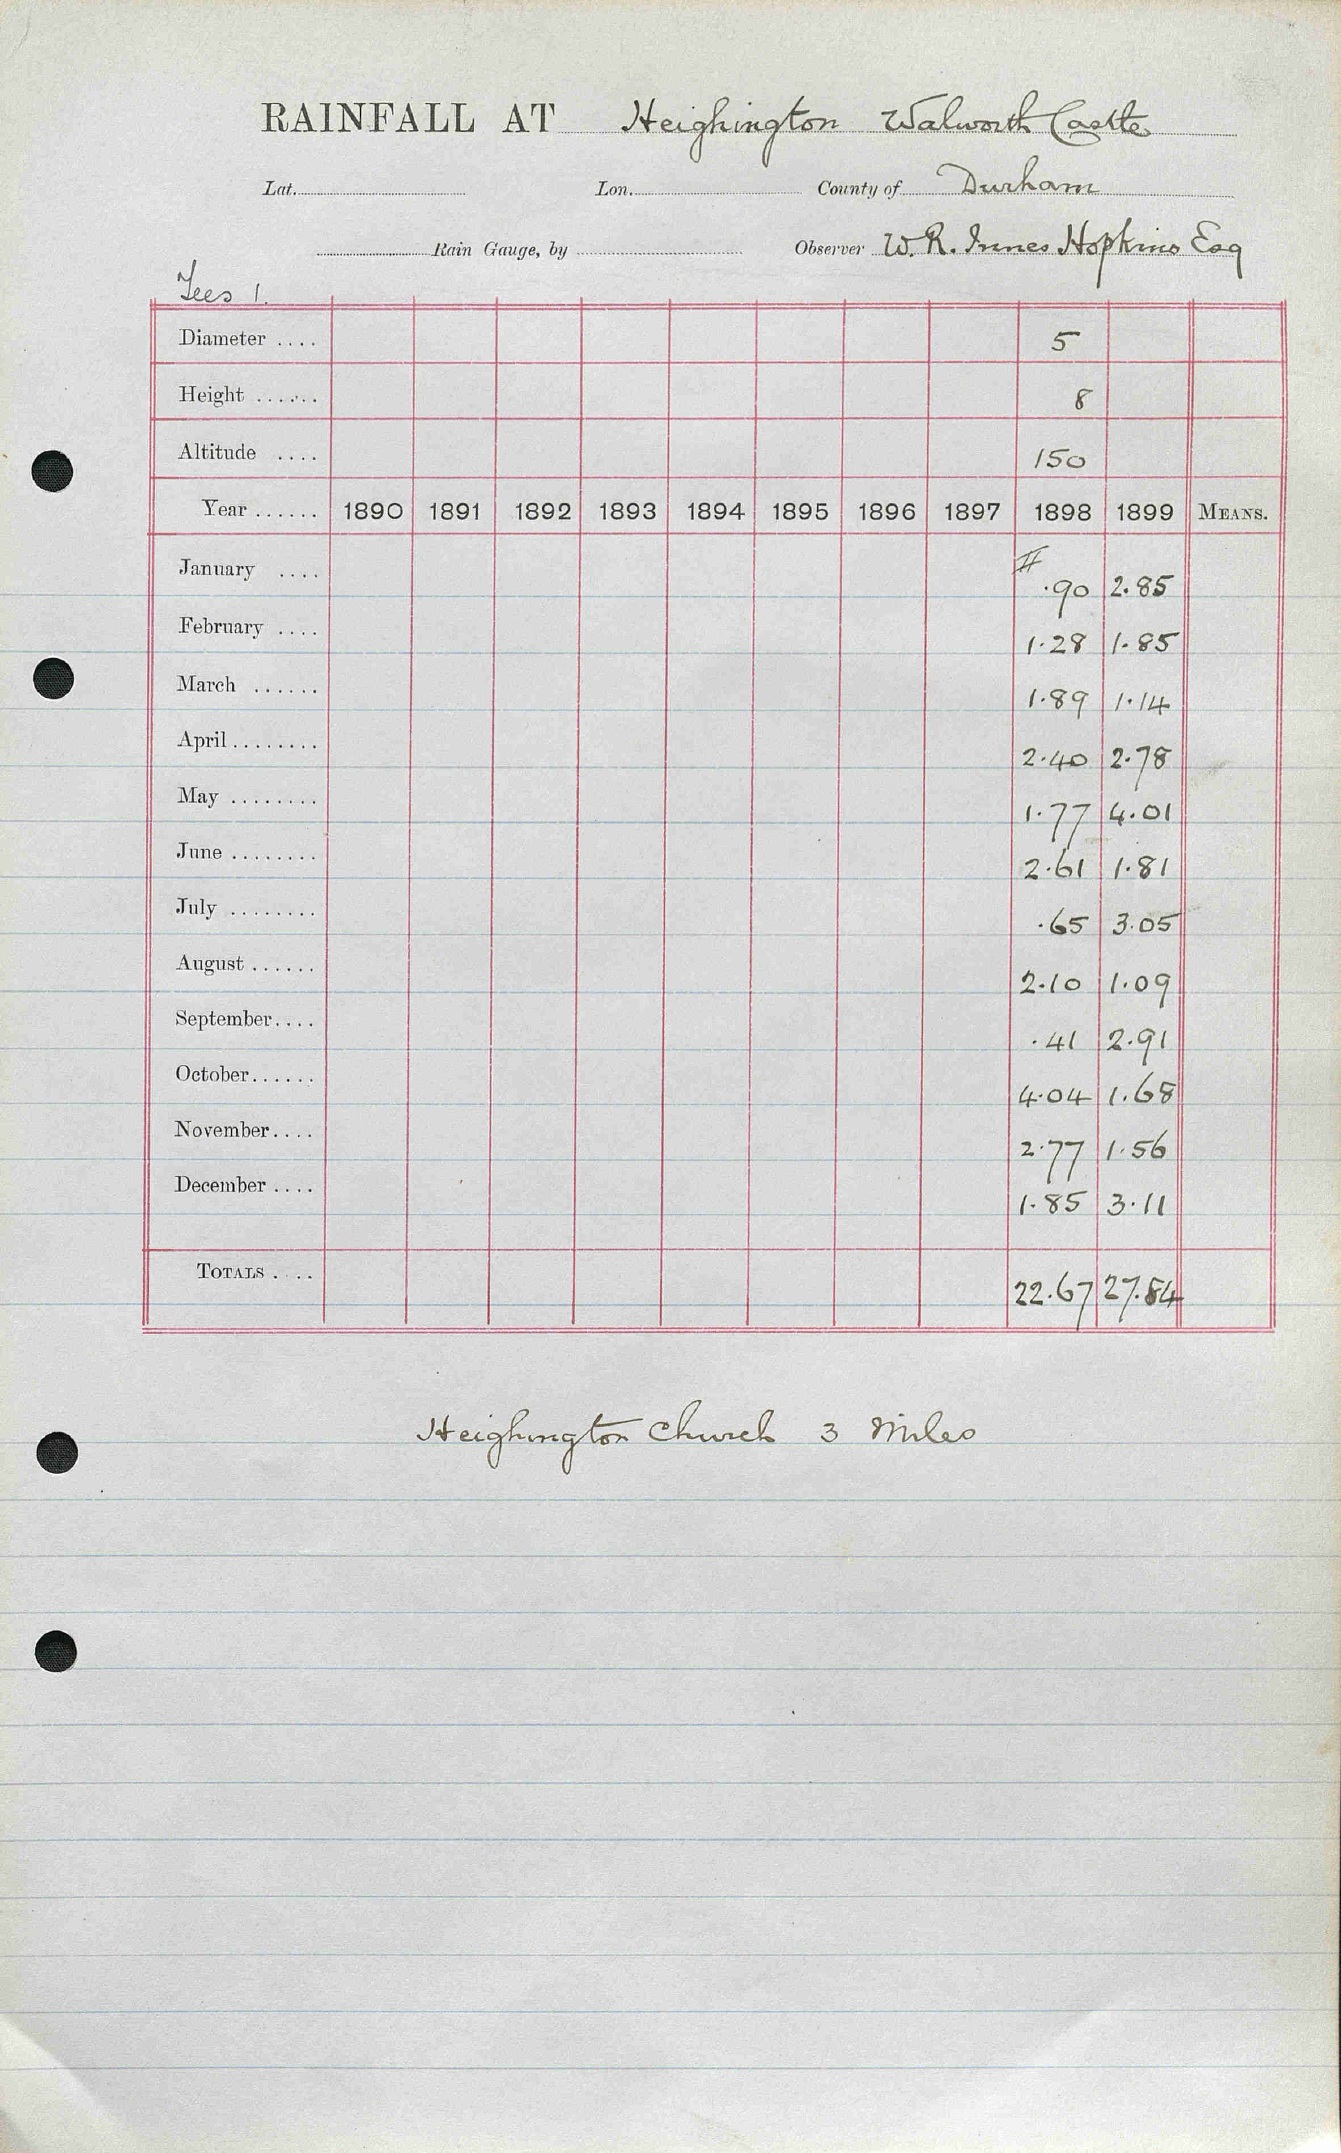 RAINFALL AT Heighington Walworth Castle
Lat. Lon. County of Durham
Rain Gauge, by Observer W. R. Innes Hopkins Esq
Tees 1.
Diameter .... 5
Height ...... 8
Altitude .... 150
Year ...... 1890 1891 1892 1893 1894 1895 1896 1897 1898 1899 MEANS.
January .... # .90 2.85
February .... 1.28 1.85
March ...... 1.89 1.14
April ........ 2.40 2.78
May ........ 1.77 4.01
June ........ 2.61 1.81
July ........ .65 3.05
August ...... 2.10 1.09
September.... .41 2.91
October...... 4.04 1.68
November.... 2.77 1.56
December .... 1.85 3.11
TOTALS .... 22.67 27.84
Heighington Church 3 Miles